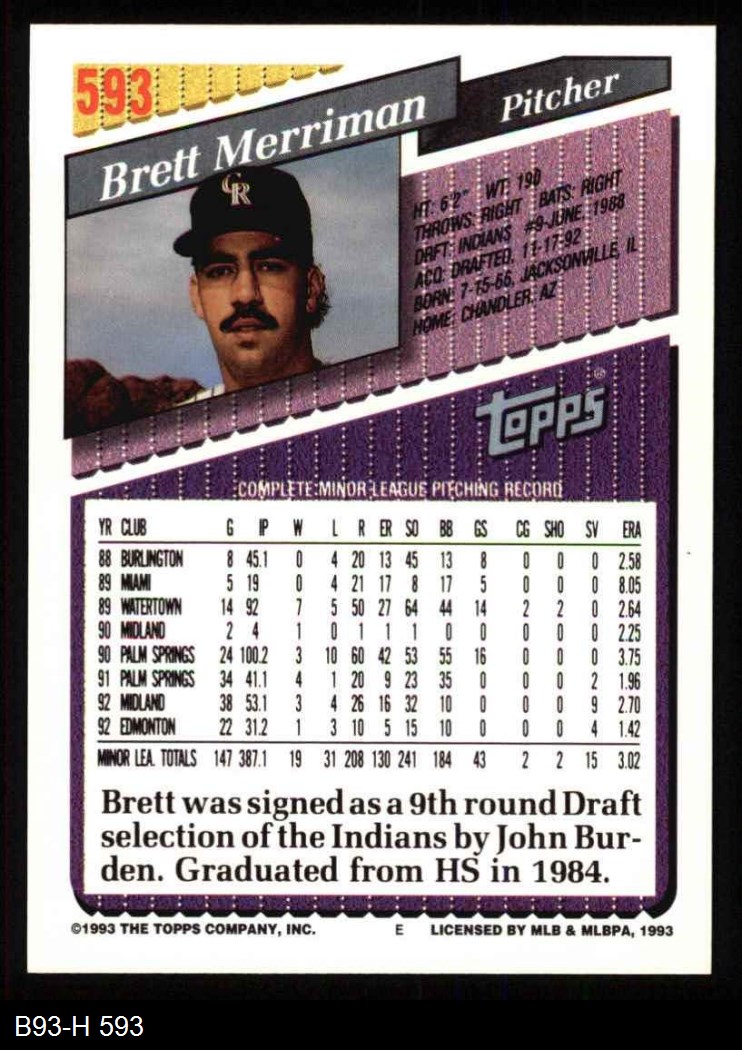 593
Brett Merriman
Pitcher
CR
HT: 6'2" WT: 190
THROWS: RIGHT BATS: RIGHT
DRFT: INDIANS #9-JUNE, 1988
ACQ: DRAFTED, 11-17-92
BORN: 7-15-66, JACKSONVILLE, IL
HOME: CHANDLER, AZ
topps®
COMPLETE MINOR LEAGUE PITCHING RECORD
YR CLUB G IP W L R ER SO BB GS CG SHO SV ERA
88 BURLINGTON 8 45.1 0 4 20 13 45 13 8 0 0 0 2.58
89 MIAMI 5 19 0 4 21 17 8 17 5 0 0 0 8.05
89 WATERTOWN 14 92 7 5 50 27 64 44 14 2 2 0 2.64
90 MIDLAND 2 4 1 0 1 1 1 0 0 0 0 0 2.25
90 PALM SPRINGS 24 100.2 3 10 60 42 53 55 16 0 0 0 3.75
91 PALM SPRINGS 34 41.1 4 1 20 9 23 35 0 0 0 2 1.96
92 MIDLAND 38 53.1 3 4 26 16 32 10 0 0 0 9 2.70
92 EDMONTON 22 31.2 1 3 10 5 15 10 0 0 0 4 1.42
MINOR LEA. TOTALS 147 387.1 19 31 208 130 241 184 43 2 2 15 3.02
Brett was signed as a 9th round Draft
selection of the Indians by John Bur-
den. Graduated from HS in 1984.
©1993 THE TOPPS COMPANY, INC. E LICENSED BY MLB & MLBPA, 1993
B93-H 593